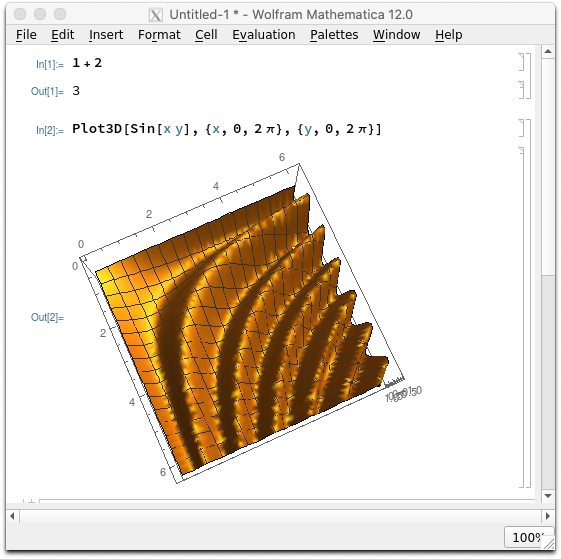 Untitled-1 * - Wolfram Mathematica 12.0
File Edit Insert Format Cell Evaluation Palettes Window Help
In[1]:= 1 + 2
Out[1]= 3
In[2]:= Plot3D[Sin[x y], {x, 0, 2 π}, {y, 0, 2 π}]
6
4
2
0
0
2
Out[2]=
4
6
100%